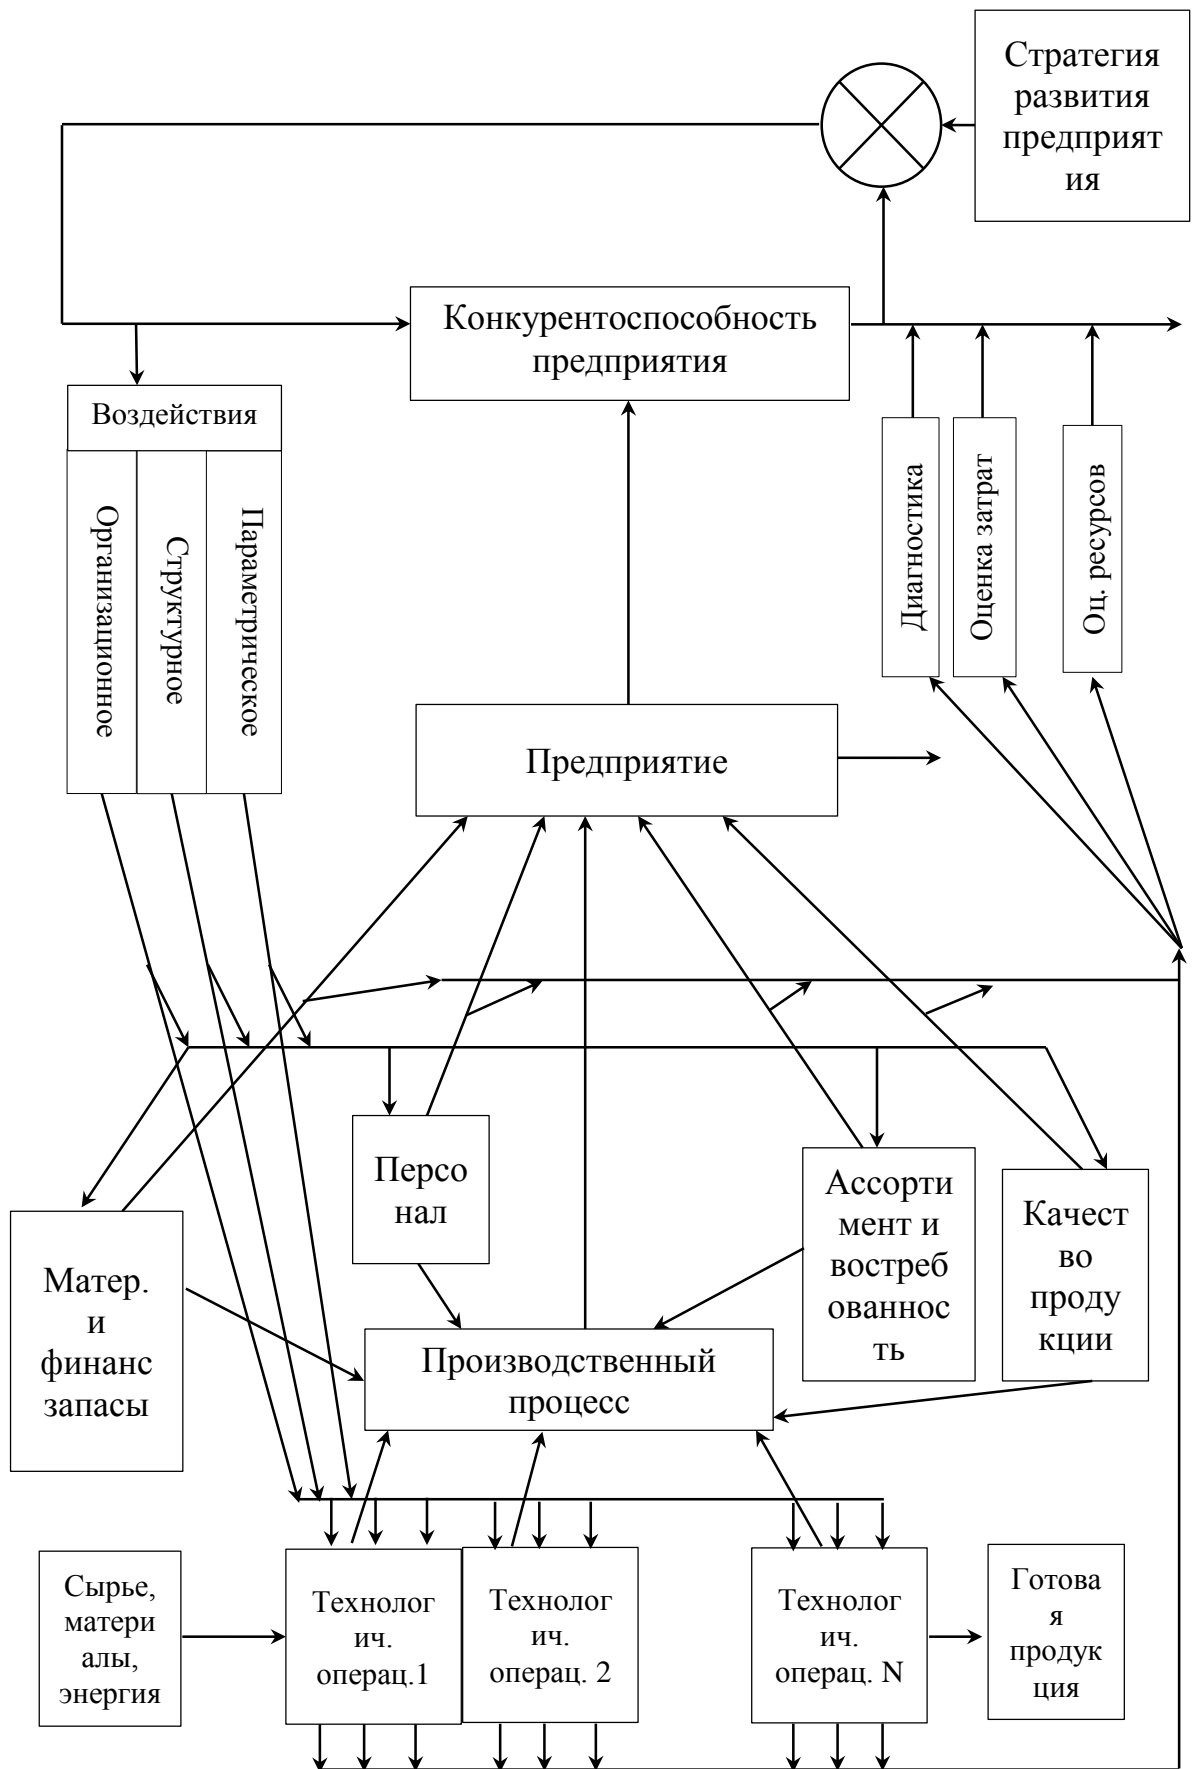 Стратегия
развития
предприят
ия
Конкурентоспособность
предприятия
Воздействия
Организационное
Структурное
Параметрическое
Диагностика
Оценка затрат
Оц. ресурсов
Предприятие
Персо
нал
Ассорти
мент и
востреб
ованнос
ть
Качест
во
проду
кции
Матер.
и
финанс
запасы
Производственный
процесс
Сырье,
матери
алы,
энергия
Технолог
ич.
операц.1
Технолог
ич.
операц. 2
Технолог
ич.
операц. N
Готова
я
продук
ция